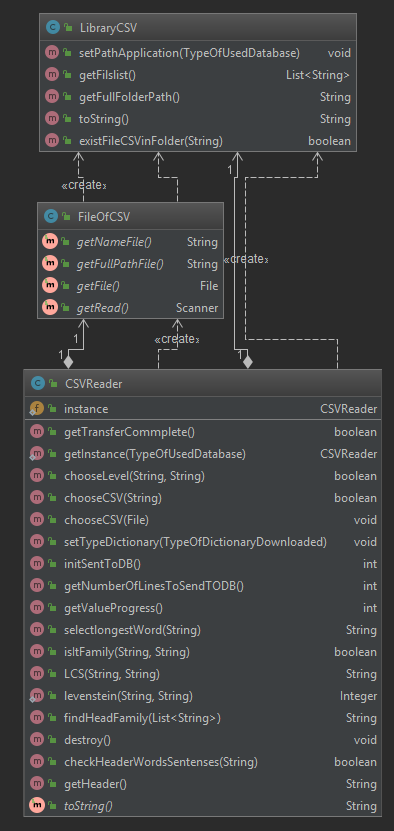 LibraryCSV
setPathApplication(TypeOfUsedDatabase) void
getFilslist() List<String>
getFullFolderPath() String
toString() String
existFileCSVinFolder(String) boolean
1
«create»
FileOfCSV
getNameFile() String
getFullPathFile() String
getFile() File
getRead() Scanner
«create»
1
«create»
1
1
CSVReader
instance CSVReader
getTransferCommplete() boolean
getInstance(TypeOfUsedDatabase) CSVReader
chooseLevel(String, String) boolean
chooseCSV(String) boolean
chooseCSV(File) void
setTypeDictionary(TypeOfDictionaryDownloaded) void
initSentToDB() int
getNumberOfLinesToSendTODB() int
getValueProgress() int
selectlongestWord(String) String
isItFamily(String, String) boolean
LCS(String, String) String
levenstein(String, String) Integer
findHeadFamily(List<String>) String
destroy() void
checkHeaderWordsSentenses(String) boolean
getHeader() String
toString() String